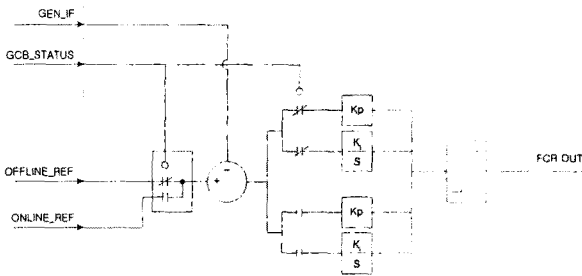 GEN_IF
GCB_STATUS
Kp
Ki
S
OFFLINE_REF
+
−
FCR OUT
ONLINE_REF
Kp
Ki
S